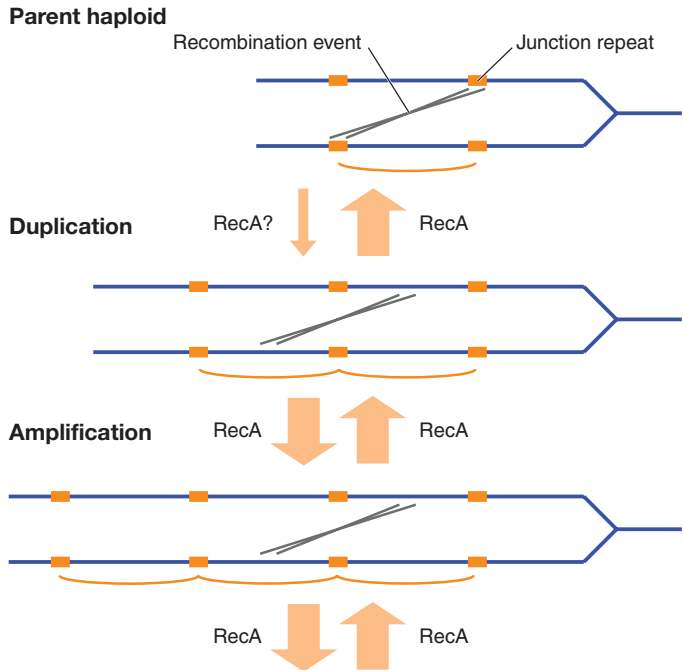 Parent haploid
Recombination event
Junction repeat
RecA?
RecA
Duplication
RecA
RecA
Amplification
RecA
RecA